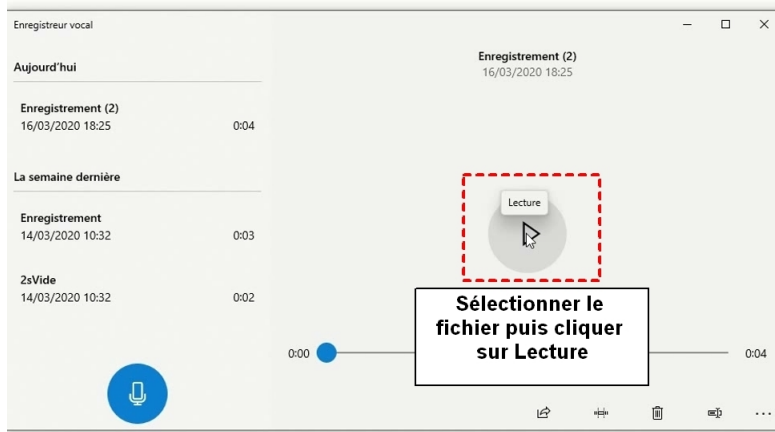 Enregistreur vocal
Aujourd'hui
Enregistrement (2)
16/03/2020 18:25 0:04
La semaine dernière
Enregistrement
14/03/2020 10:32 0:03
2sVide
14/03/2020 10:32 0:02
Enregistrement (2)
16/03/2020 18:25
Lecture
Sélectionner le
fichier puis cliquer
sur Lecture
0:00 0:04